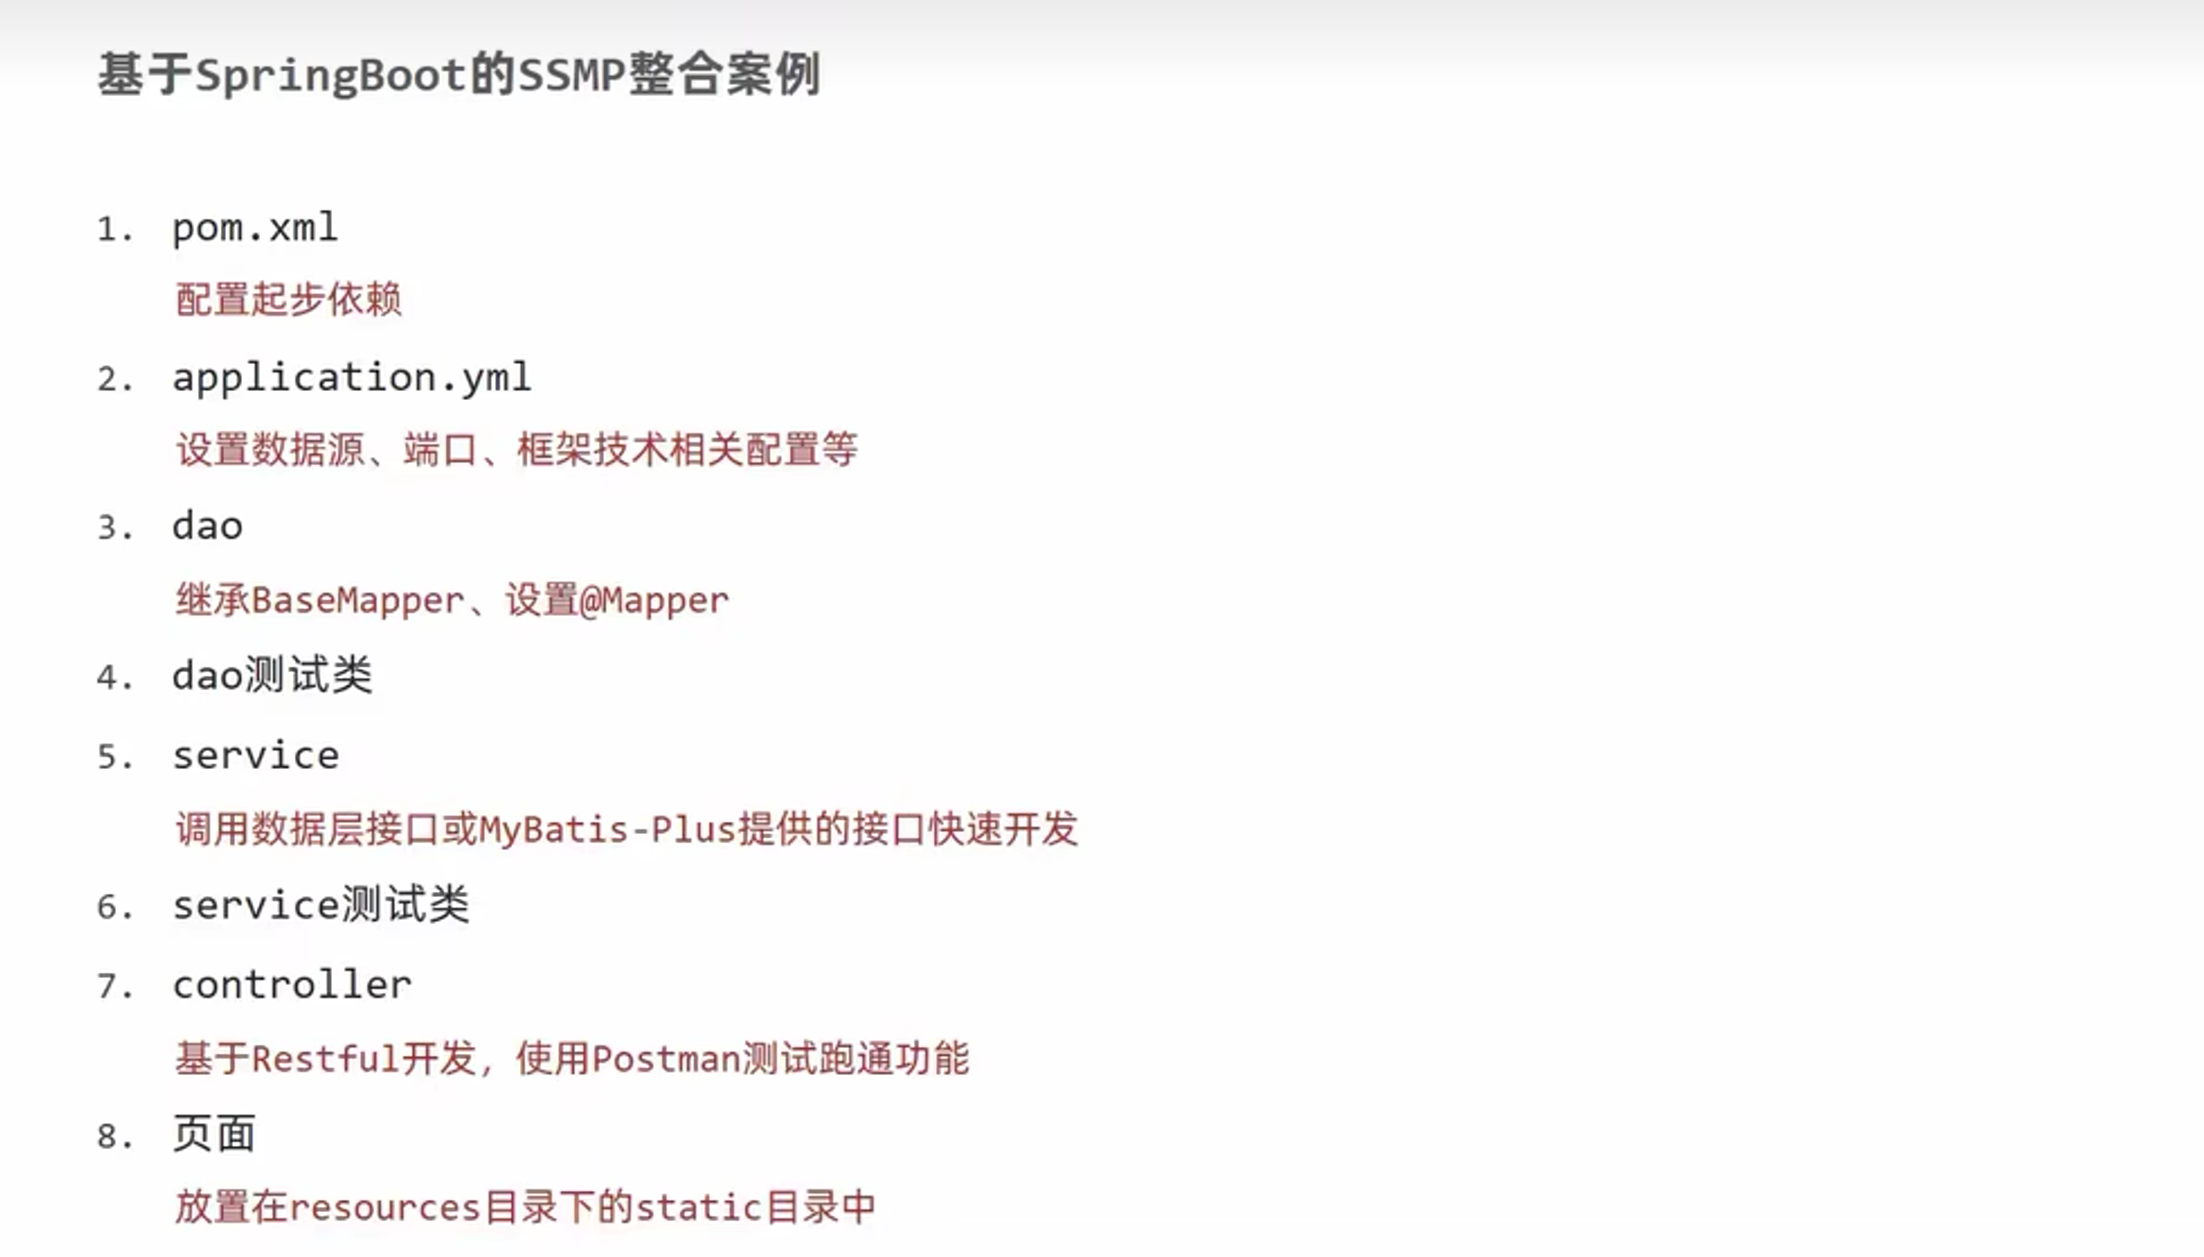 基于SpringBoot的SSMP整合案例
1. pom.xml
配置起步依赖
2. application.yml
设置数据源、端口、框架技术相关配置等
3. dao
继承BaseMapper、设置@Mapper
4. dao测试类
5. service
调用数据层接口或MyBatis-Plus提供的接口快速开发
6. service测试类
7. controller
基于Restful开发，使用Postman测试跑通功能
8. 页面
放置在resources目录下的static目录中